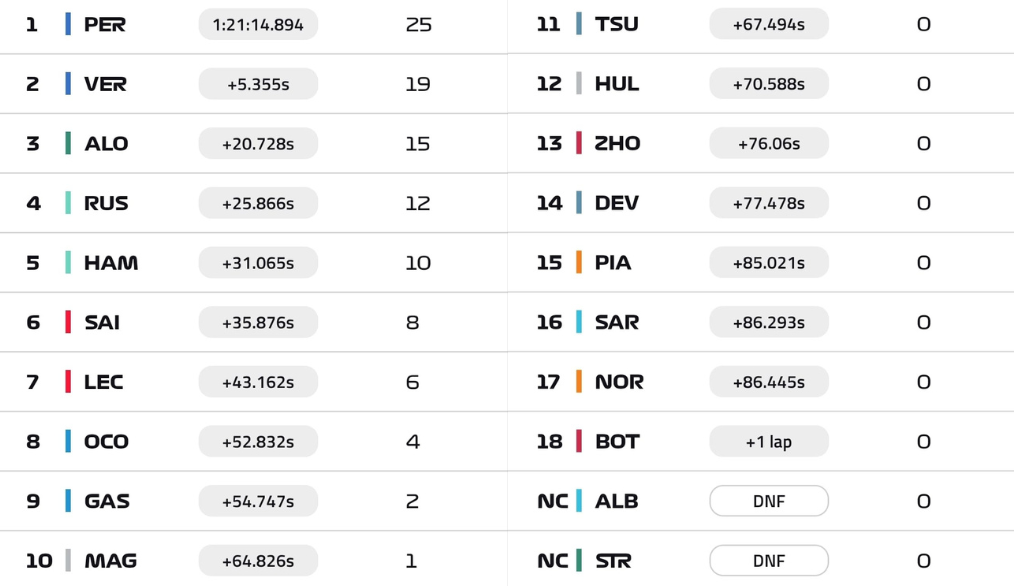 1 PER 1:21:14.894 25
2 VER +5.355s 19
3 ALO +20.728s 15
4 RUS +25.866s 12
5 HAM +31.065s 10
6 SAI +35.876s 8
7 LEC +43.162s 6
8 OCO +52.832s 4
9 GAS +54.747s 2
10 MAG +64.826s 1
11 TSU +67.494s 0
12 HUL +70.588s 0
13 ZHO +76.06s 0
14 DEV +77.478s 0
15 PIA +85.021s 0
16 SAR +86.293s 0
17 NOR +86.445s 0
18 BOT +1 lap 0
NC ALB DNF 0
NC STR DNF 0